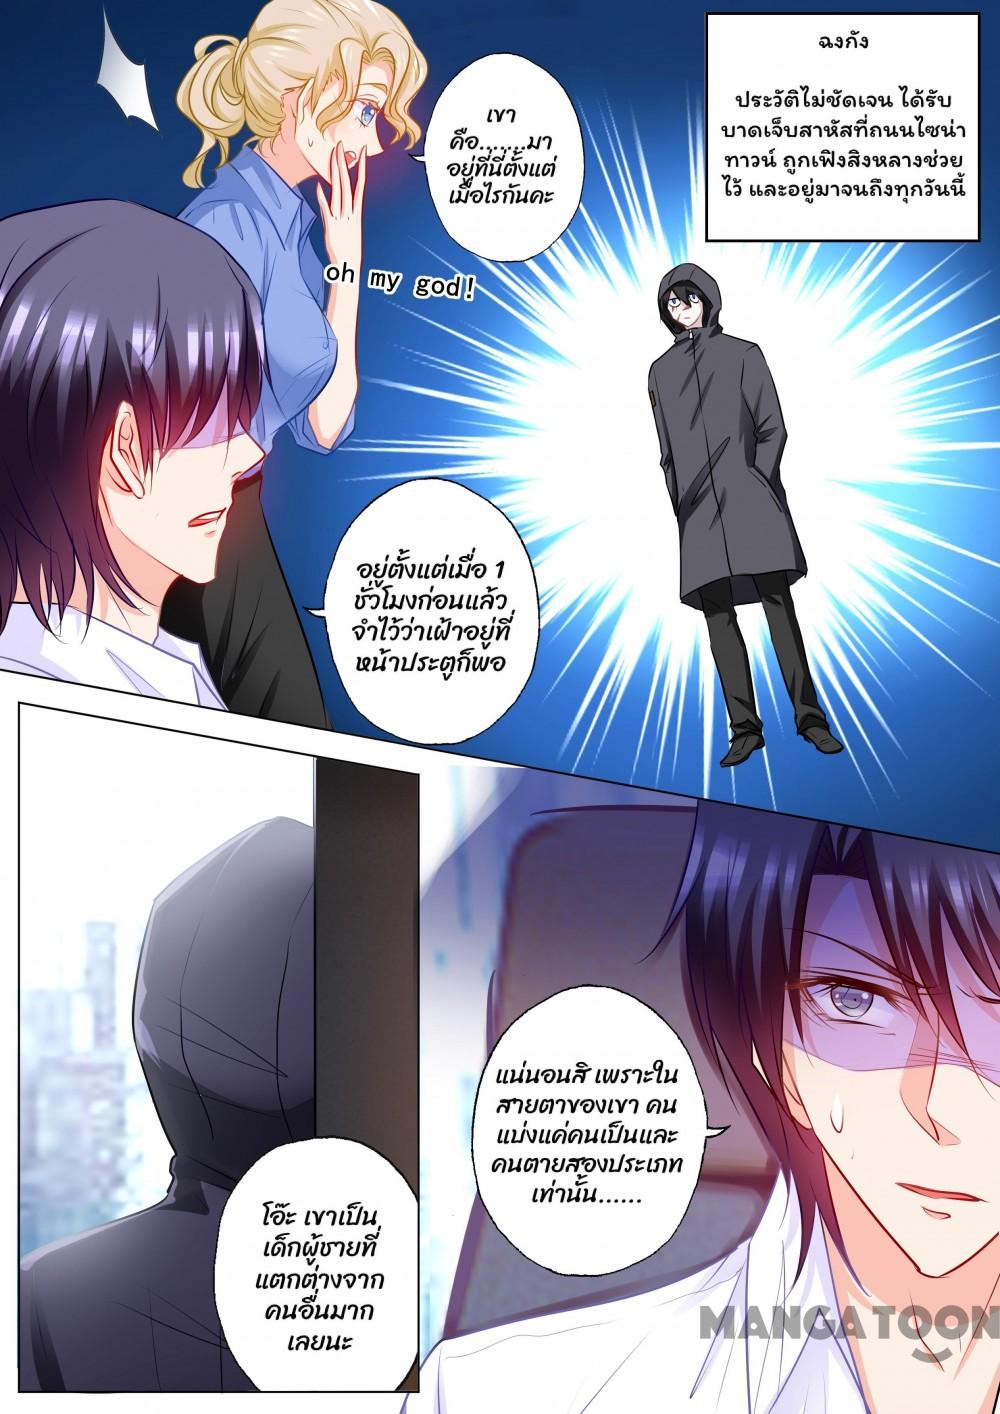 ฉงกัง
ประวัติไม่ชัดเจน ได้รับ
บาดเจ็บสาหัสที่ถนนไชน่า
ทาวน์ ถูกเฟิงสิงหลางช่วย
ไว้ และอยู่มาจนถึงทุกวันนี้
เขา
คือ......มา
อยู่ที่นี่ตั้งแต่
เมื่อไรกันคะ
oh my god!
อยู่ตั้งแต่เมื่อ 1
ชั่วโมงก่อนแล้ว
จำไว้ว่าเฝ้าอยู่ที่
หน้าประตูก็พอ
แน่นอนสิ เพราะใน
สายตาของเขา คน
แบ่งแค่คนเป็นและ
คนตายสองประเภท
เท่านั้น......
โอ๊ะ เขาเป็น
เด็กผู้ชายที่
แตกต่างจาก
คนอื่นมาก
เลยนะ
MANGATOON